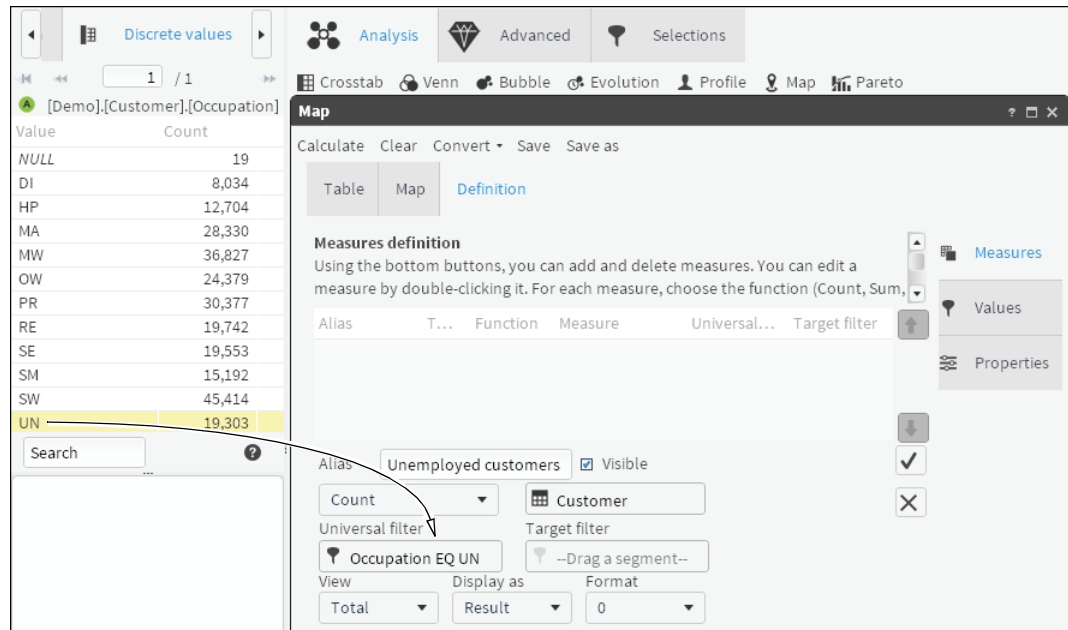 Discrete values
1 / 1
[Demo].[Customer].[Occupation]
Value Count
NULL 19
DI 8,034
HP 12,704
MA 28,330
MW 36,827
OW 24,379
PR 30,377
RE 19,742
SE 19,553
SM 15,192
SW 45,414
UN 19,303
Search ?
Analysis Advanced Selections
Crosstab Venn Bubble Evolution Profile Map Pareto
Map ?
Calculate Clear Convert Save Save as
Table Map Definition
Measures definition
Using the bottom buttons, you can add and delete measures. You can edit a
measure by double-clicking it. For each measure, choose the function (Count, Sum,
Alias T... Function Measure Universal... Target filter
Alias Unemployed customers Visible
Count Customer
Universal filter Target filter
Occupation EQ UN --Drag a segment--
View Display as Format
Total Result 0
Measures
Values
Properties